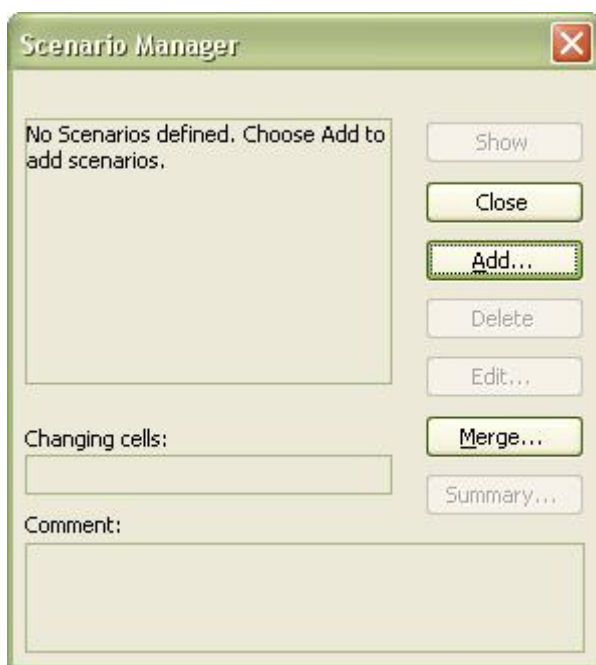 Scenario Manager
No Scenarios defined. Choose Add to
add scenarios.
Show
Close
Add...
Delete
Edit...
Changing cells:
Merge...
Summary...
Comment: